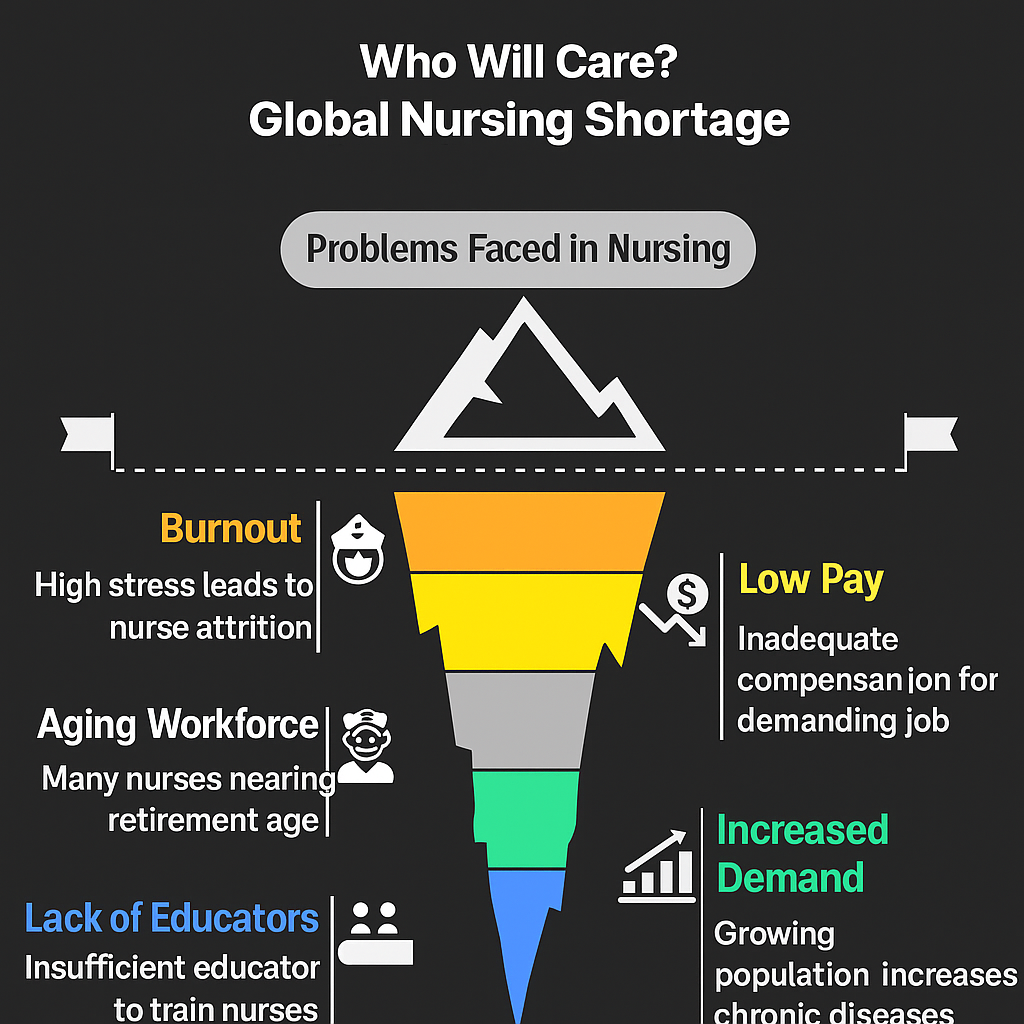 Who Will Care?
Global Nursing Shortage
Problems Faced in Nursing
Burnout
High stress leads to
nurse attrition
$
Low Pay
Inadequate
compensanjon for
demanding job
Aging Workforce
Many nurses nearing
retirement age
Increased
Demand
Growing
population increases
chronic diseases
Lack of Educators
Insufficient educator
to train nurses